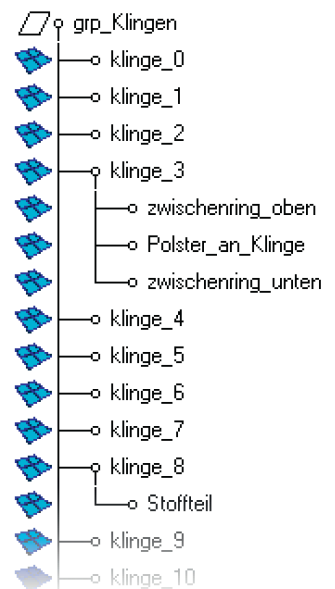 grp_Klingen
klinge_0
klinge_1
klinge_2
klinge_3
zwischenring_oben
Polster_an_Klinge
zwischenring_unten
klinge_4
klinge_5
klinge_6
klinge_7
klinge_8
Stoffteil
klinge_9
klinge_10